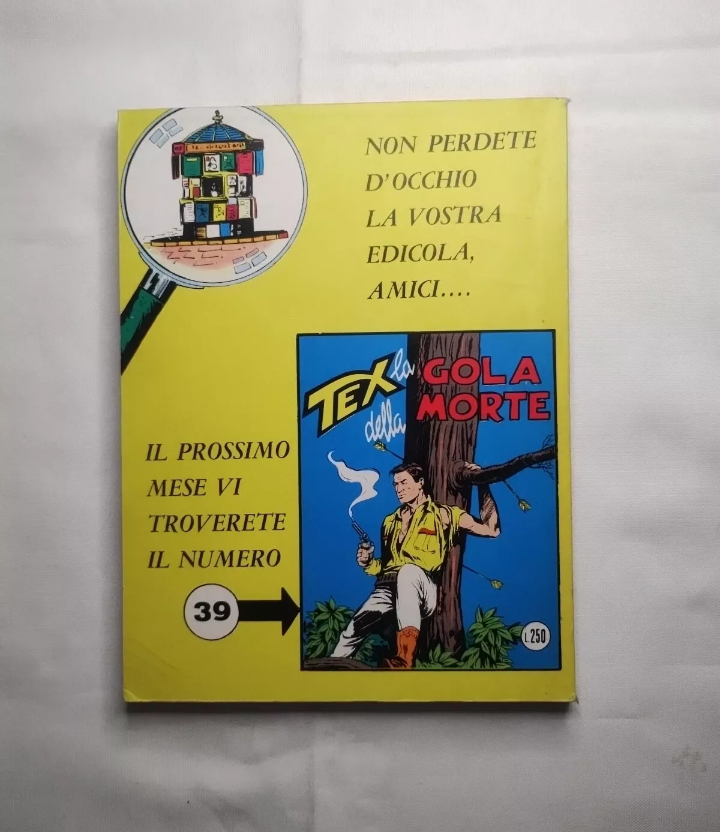 NON PERDETE
D'OCCHIO
LA VOSTRA
EDICOLA,
AMICI....
TEX la GOLA
della MORTE
IL PROSSIMO
MESE VI
TROVERETE
IL NUMERO
39
L.250